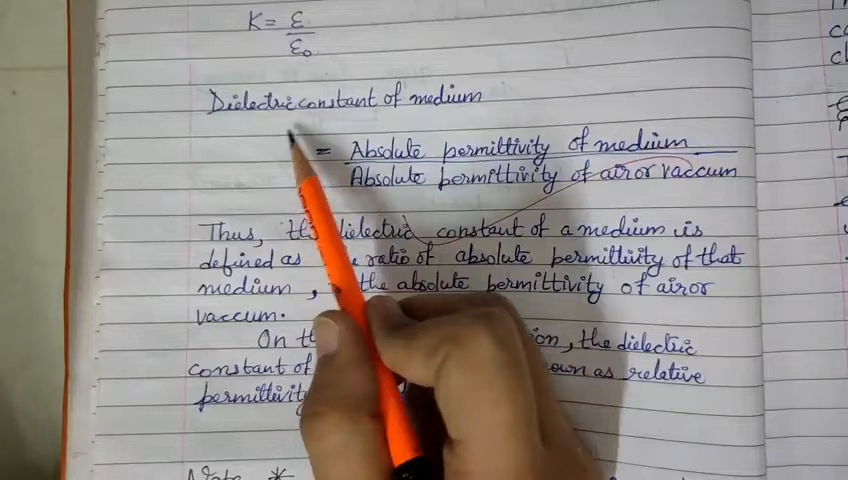 K = ε / ε₀
Dielectric constant of medium
= Absolute permittivity of medium
Absolute permittivity of air or vaccum
Thus, the dielectric constant of a medium is
defined as ratio of absolute permittivity of that
medium, the absolute permittivity of air or
vaccum.
On ion, the dielectric
constant of as relative
permittivity